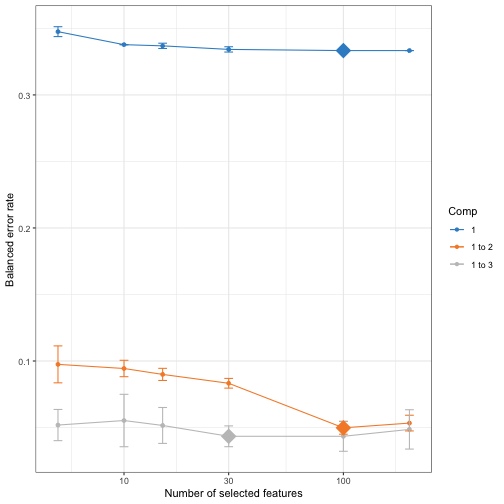 Balanced error rate
0.3
0.2
0.1
10
30
100
Number of selected features
Comp
1
1 to 2
1 to 3